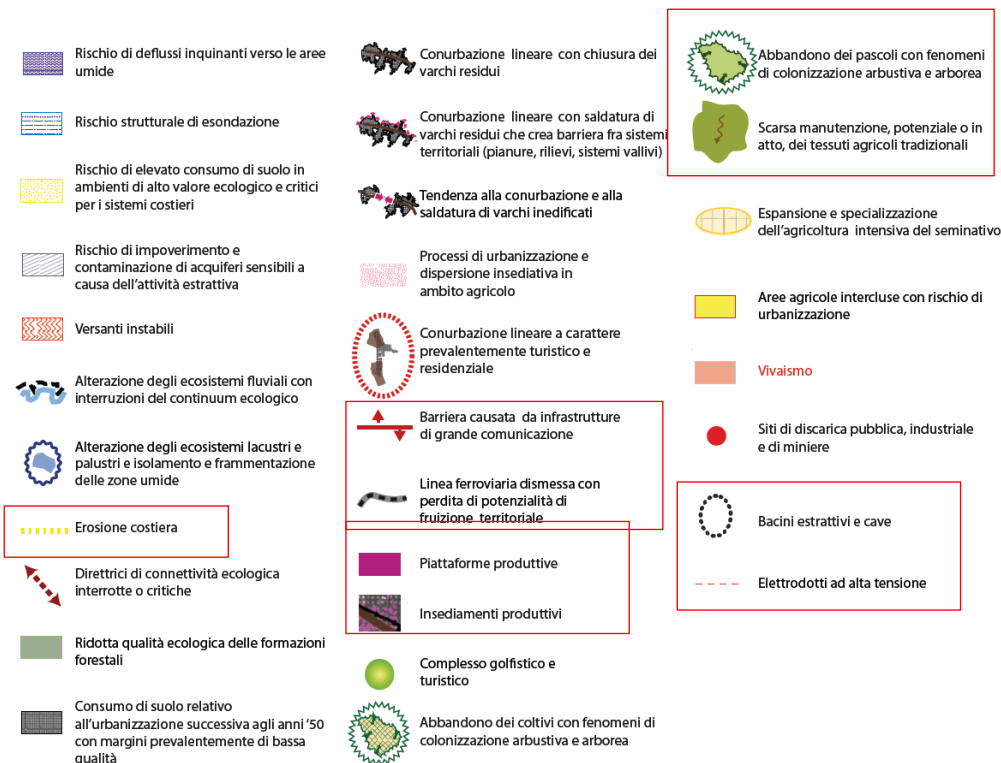 Rischio di deflussi inquinanti verso le aree
umide
Rischio strutturale di esondazione
Rischio di elevato consumo di suolo in
ambienti di alto valore ecologico e critici
per i sistemi costieri
Rischio di impoverimento e
contaminazione di acquiferi sensibili a
causa dell'attività estrattiva
Versanti instabili
Alterazione degli ecosistemi fluviali con
interruzioni del continuum ecologico
Alterazione degli ecosistemi lacustri e
palustri e isolamento e frammentazione
delle zone umide
Erosione costiera
Direttrici di connettività ecologica
interrotte o critiche
Ridotta qualità ecologica delle formazioni
forestali
Consumo di suolo relativo
all'urbanizzazione successiva agli anni '50
con margini prevalentemente di bassa
qualità
Conurbazione lineare con chiusura dei
varchi residui
Conurbazione lineare con saldatura di
varchi residui che crea barriera fra sistemi
territoriali (pianure, rilievi, sistemi vallivi)
Tendenza alla conurbazione e alla
saldatura di varchi inedificati
Processi di urbanizzazione e
dispersione insediativa in
ambito agricolo
Conurbazione lineare a carattere
prevalentemente turistico e
residenziale
Barriera causata da infrastrutture
di grande comunicazione
Linea ferroviaria dismessa con
perdita di potenzialità di
fruizione territoriale
Piattaforme produttive
Insediamenti produttivi
Complesso golfistico e
turistico
Abbandono dei coltivi con fenomeni di
colonizzazione arbustiva e arborea
Abbandono dei pascoli con fenomeni
di colonizzazione arbustiva e arborea
Scarsa manutenzione, potenziale o in
atto, dei tessuti agricoli tradizionali
Espansione e specializzazione
dell'agricoltura intensiva del seminativo
Aree agricole intercluse con rischio di
urbanizzazione
Vivaismo
Siti di discarica pubblica, industriale
e di miniere
Bacini estrattivi e cave
Elettrodotti ad alta tensione